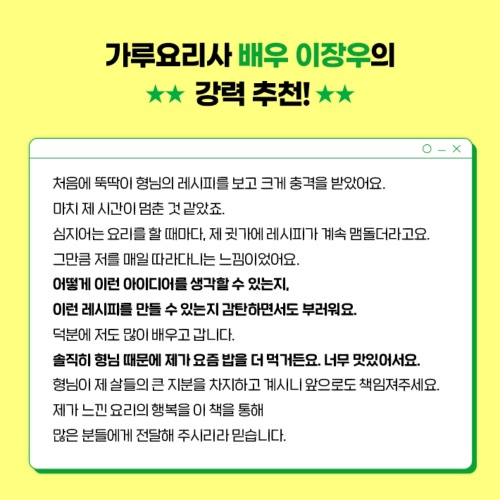 가루요리사 배우 이장우의
★★ 강력 추천! ★★
처음에 뚝딱이 형님의 레시피를 보고 크게 충격을 받았어요.
마치 제 시간이 멈춘 것 같았죠.
심지어는 요리를 할 때마다, 제 귓가에 레시피가 계속 맴돌더라고요.
그만큼 저를 매일 따라다니는 느낌이었어요.
어떻게 이런 아이디어를 생각할 수 있는지,
이런 레시피를 만들 수 있는지 감탄하면서도 부러워요.
덕분에 저도 많이 배우고 갑니다.
솔직히 형님 때문에 제가 요즘 밥을 더 먹거든요. 너무 맛있어서요.
형님이 제 살들의 큰 지분을 차지하고 계시니 앞으로도 책임져주세요.
제가 느낀 요리의 행복을 이 책을 통해
많은 분들에게 전달해 주시리라 믿습니다.